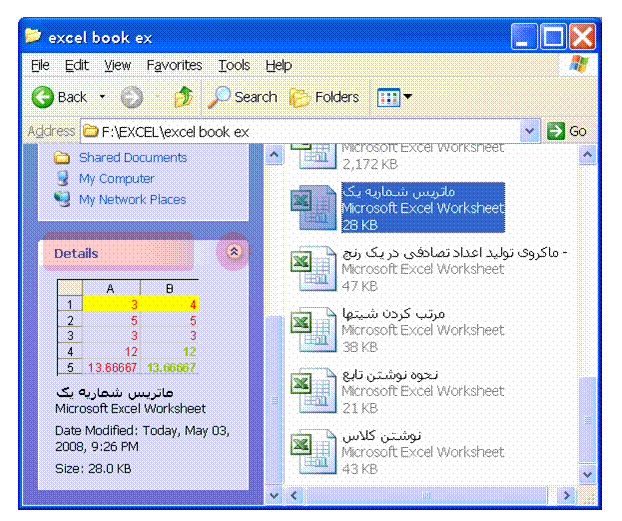 excel book ex
File Edit View Favorites Tools Help
Back Search Folders
Address F:\EXCEL\excel book ex Go
Shared Documents
My Computer
My Network Places
Details
A B
1 3 4
2 5 5
3 3 3
4 12 12
5 13.66667 13.66667
ماتریس شماریه یک
Microsoft Excel Worksheet
Date Modified: Today, May 03,
2008, 9:26 PM
Size: 28.0 KB
Microsoft Excel Worksheet
2,172 KB
ماتریس شماریه یک
Microsoft Excel Worksheet
28 KB
ماکروی تولید اعداد تصادفی در یک رنج -
Microsoft Excel Worksheet
47 KB
مرتب کردن شیتها
Microsoft Excel Worksheet
38 KB
نحوه نوشتن تابع
Microsoft Excel Worksheet
21 KB
نوشتن کلاس
Microsoft Excel Worksheet
43 KB